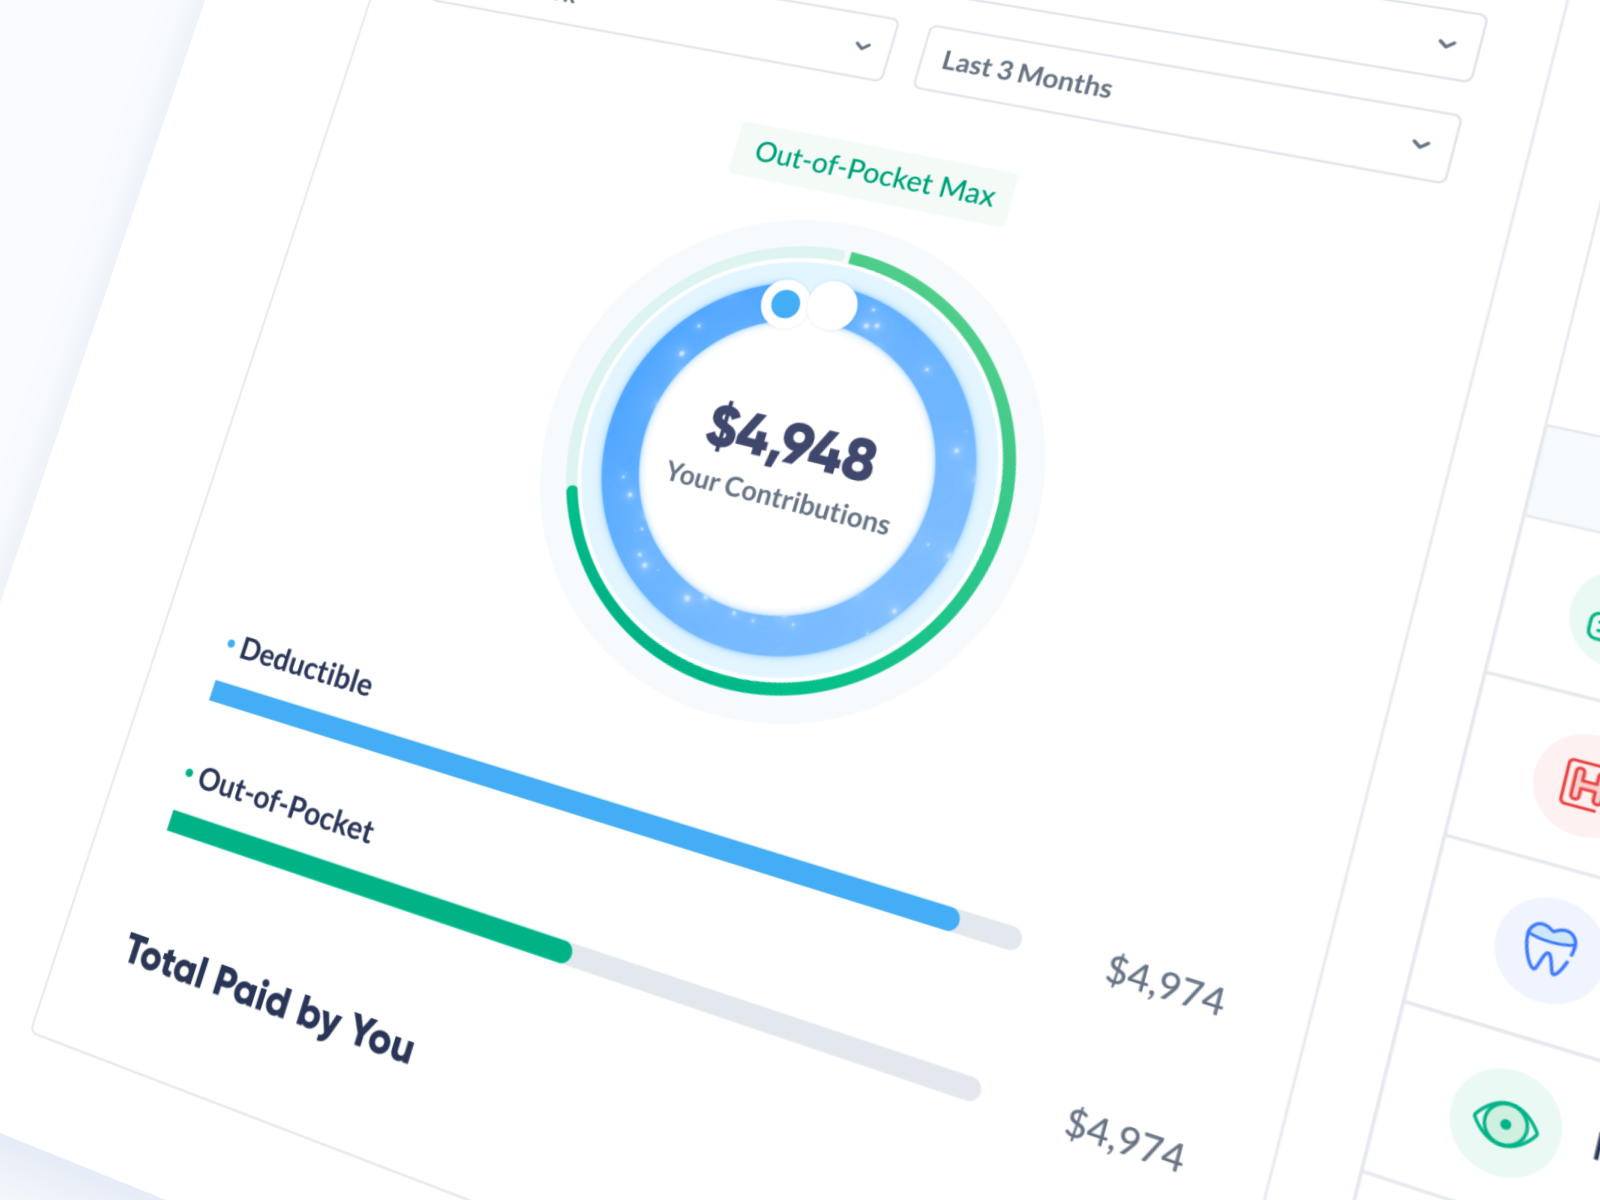 Last 3 Months
Out-of-Pocket Max
$4,948
Your Contributions
Deductible
$4,974
Out-of-Pocket
$4,974
Total Paid by You